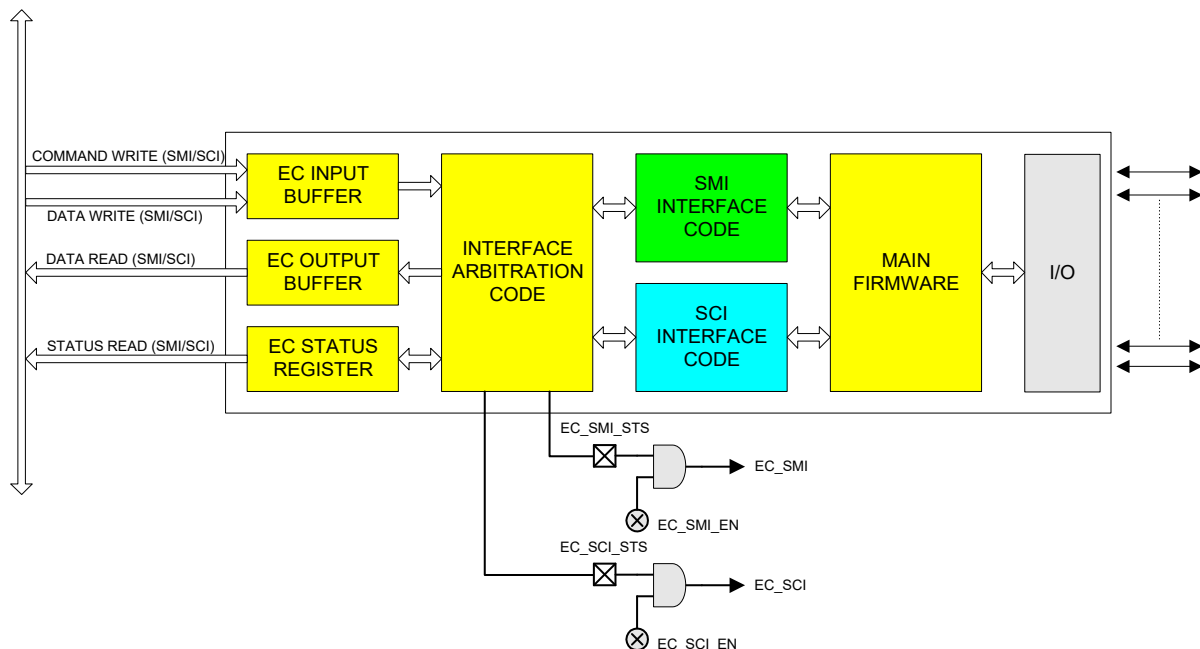 COMMAND WRITE (SMI/SCI)
DATA WRITE (SMI/SCI)
DATA READ (SMI/SCI)
STATUS READ (SMI/SCI)
EC INPUT
BUFFER
EC OUTPUT
BUFFER
EC STATUS
REGISTER
INTERFACE
ARBITRATION
CODE
SMI
INTERFACE
CODE
SCI
INTERFACE
CODE
MAIN
FIRMWARE
I/O
EC_SMI_STS
EC_SMI
EC_SMI_EN
EC_SCI_STS
EC_SCI
EC_SCI_EN